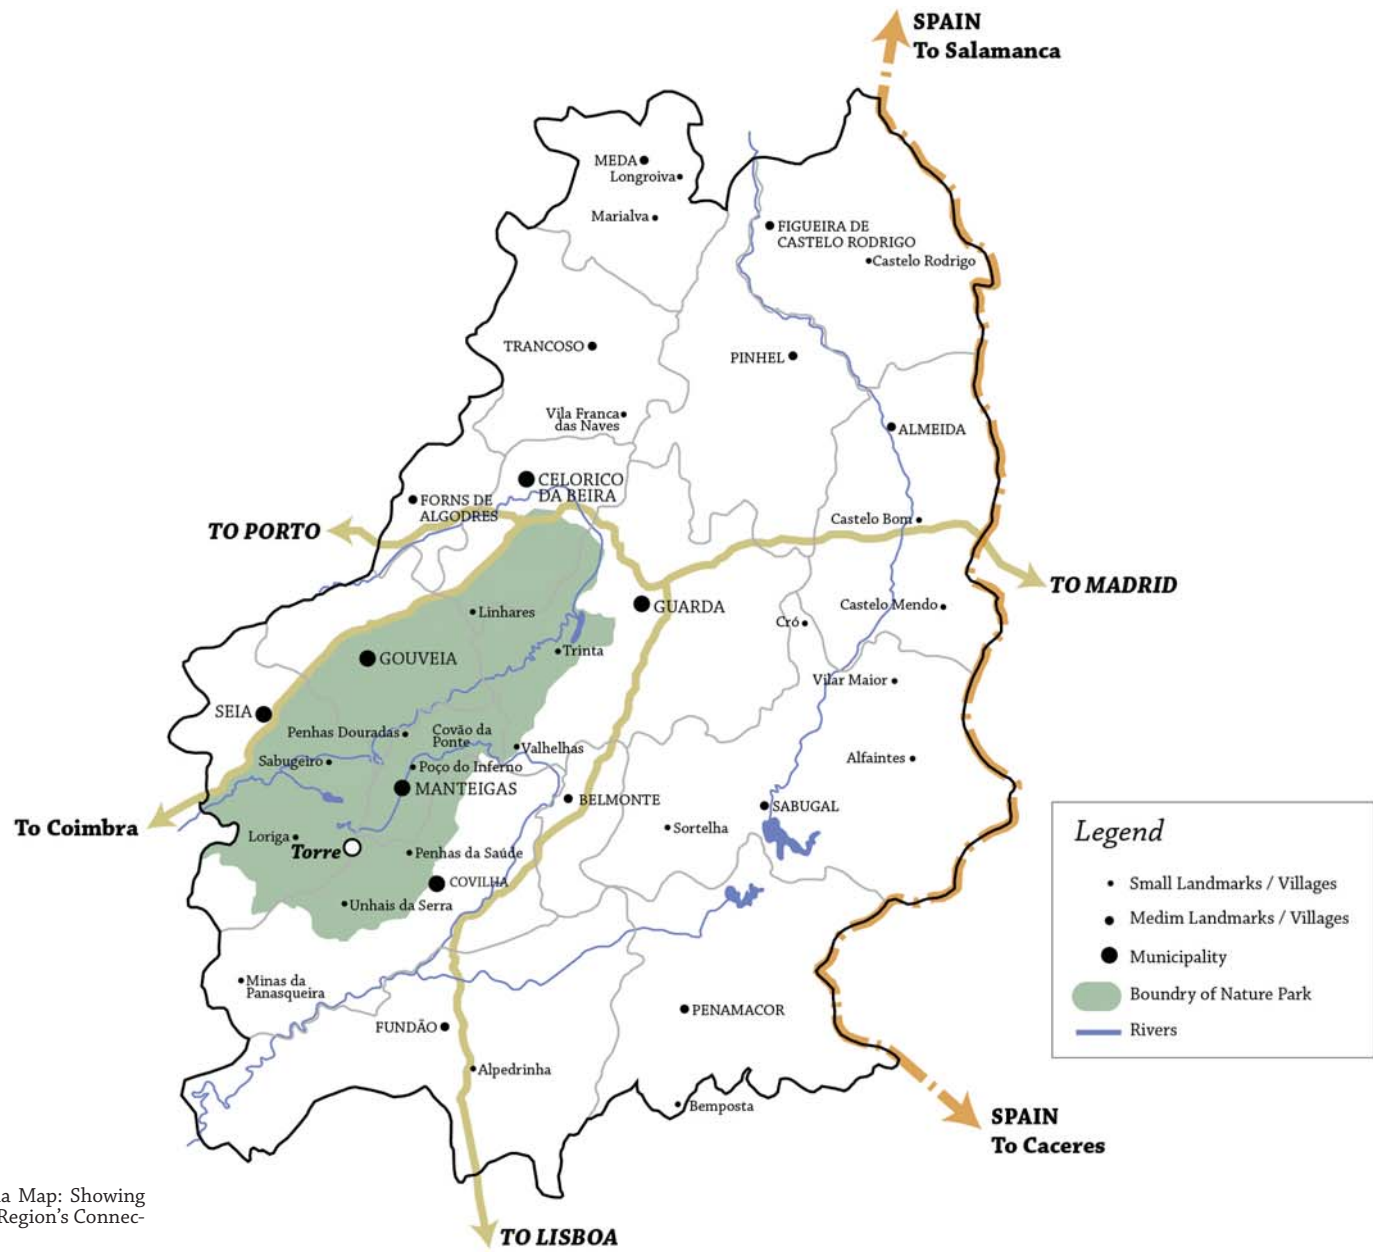 SPAIN
To Salamanca
MEDA
Longroiva
Marialva
FIGUEIRA DE
CASTELO RODRIGO
Castelo Rodrigo
TRANCOSO
PINHEL
Vila Franca
das Naves
ALMEIDA
CELORICO
DA BEIRA
FORNS DE
ALGODRES
Castelo Bom
TO PORTO
TO MADRID
Linhares
GUARDA
Castelo Mendo
Cró
GOUVEIA
Trinta
Vilar Maior
SEIA
Penhas Douradas
Covão da
Ponte
Valhelhas
Sabugeiro
Poço do Inferno
Alfaintes
MANTEIGAS
BELMONTE
SABUGAL
To Coimbra
Loriga
Torre
Sortelha
Penhas da Saúde
COVILHA
Unhais da Serra
Minas da
Panasqueira
PENAMACOR
FUNDÃO
Alpedrinha
Bemposta
Legend
Small Landmarks / Villages
Medim Landmarks / Villages
Municipality
Boundry of Nature Park
Rivers
SPAIN
To Caceres
TO LISBOA
a Map: Showing
Region's Connec-